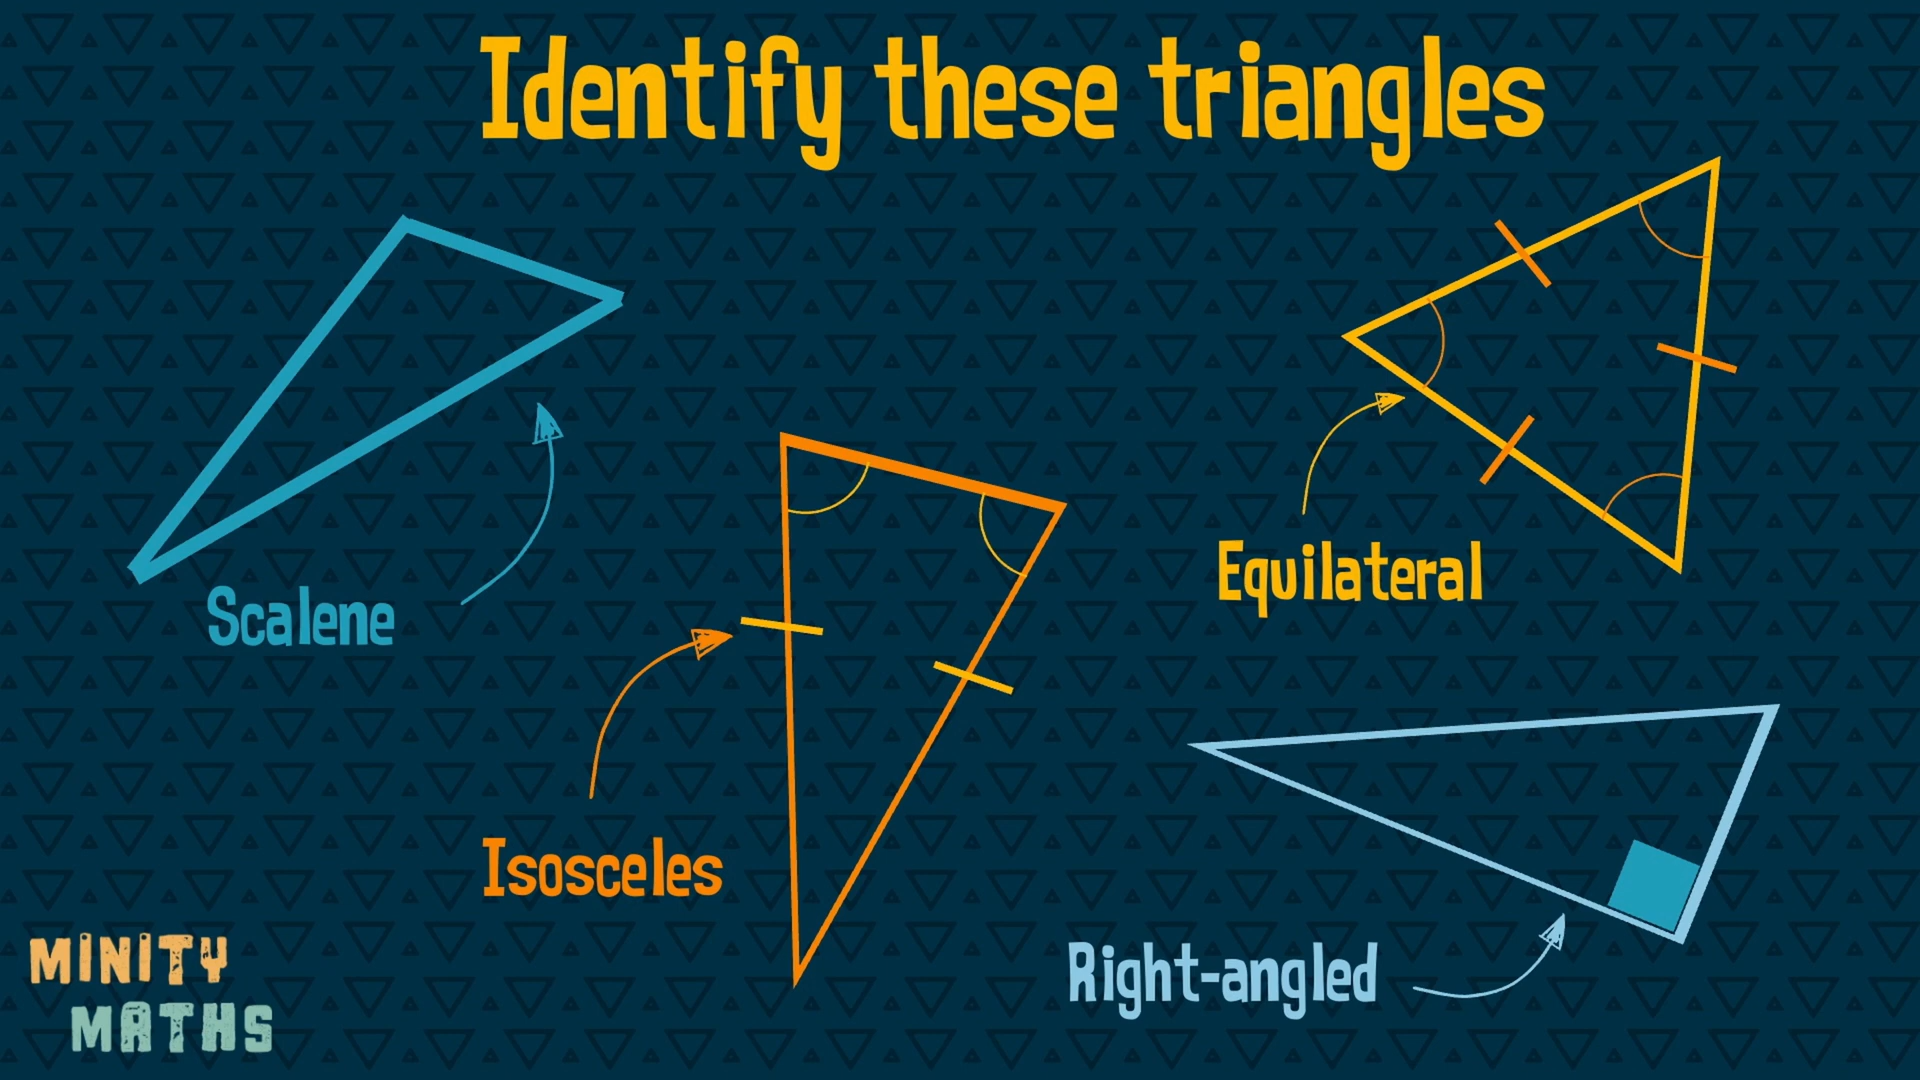 Identify these triangles
Scalene
Equilateral
Isosceles
Right-angled
MINITY
MATHS